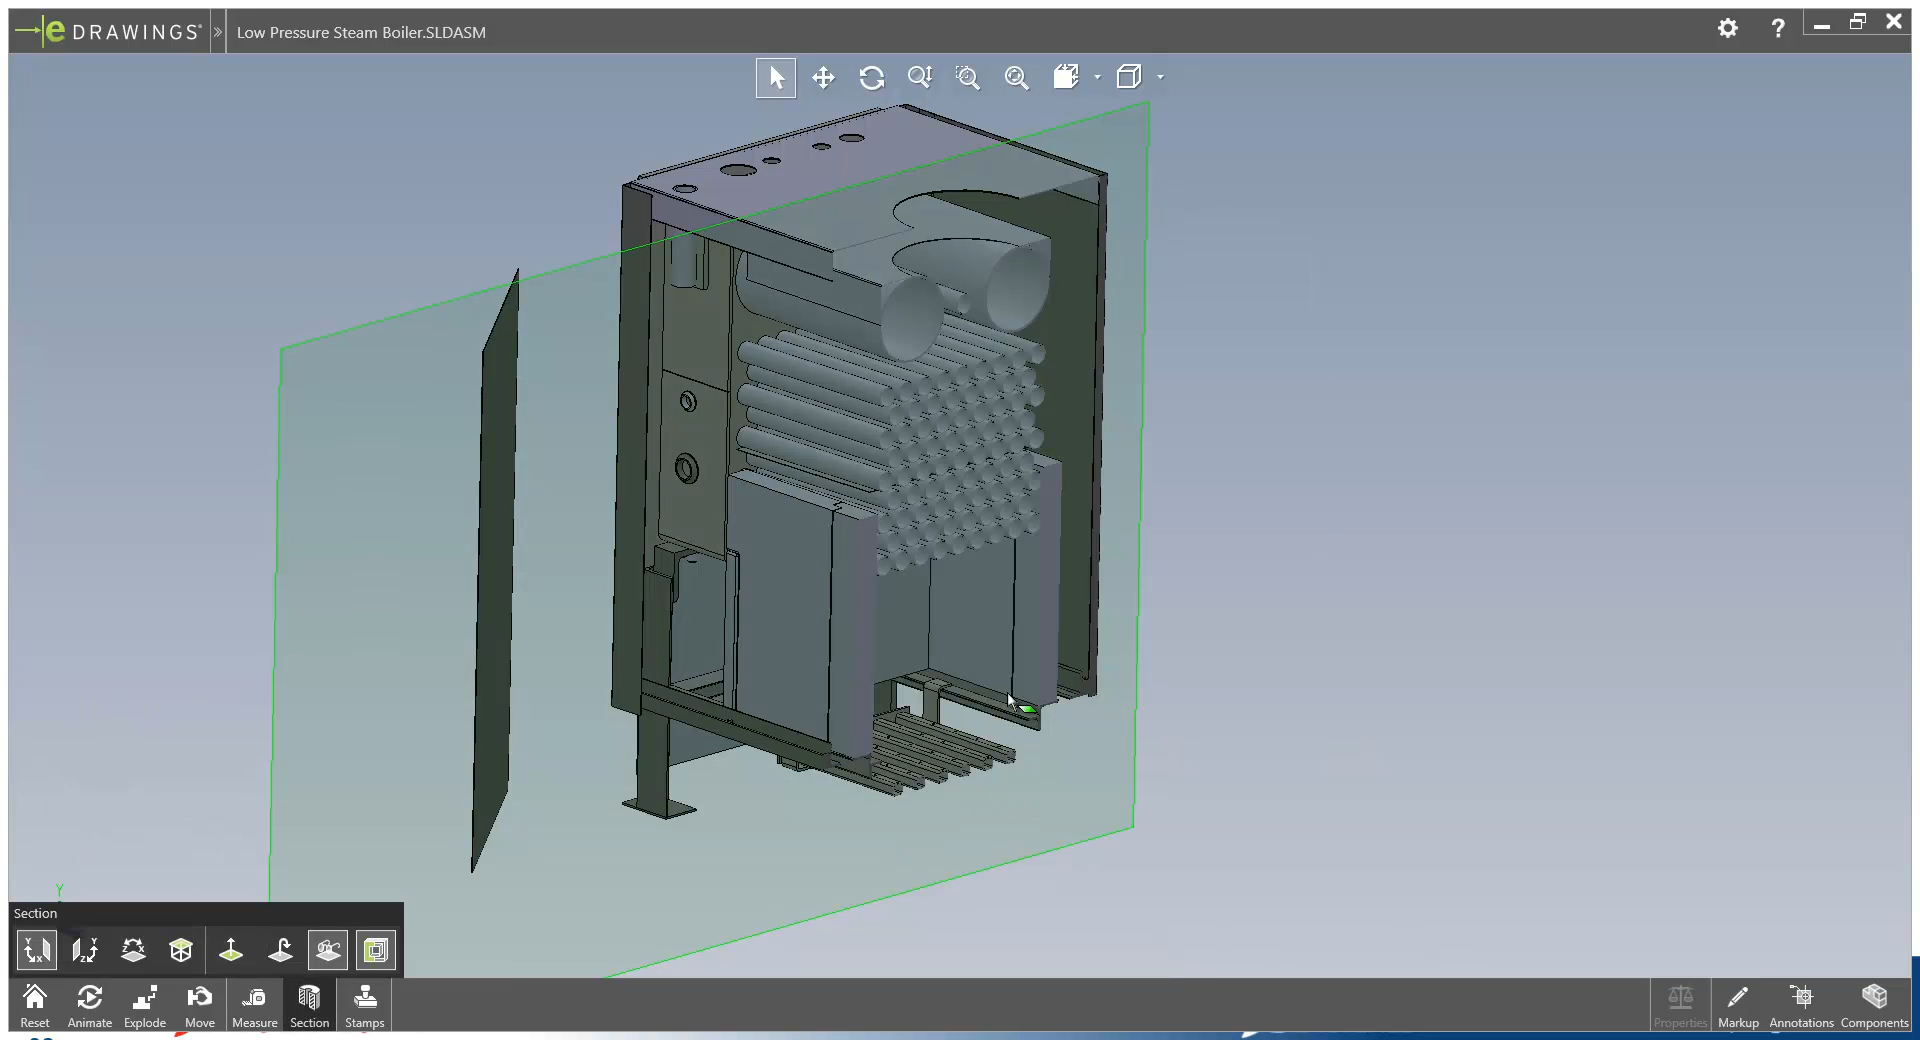 eDRAWINGS® » Low Pressure Steam Boiler.SLDASM ?
Y
Section
Y X
Z Y
Z X
Reset Animate Explode Move Measure Section Stamps Properties Markup Annotations Components